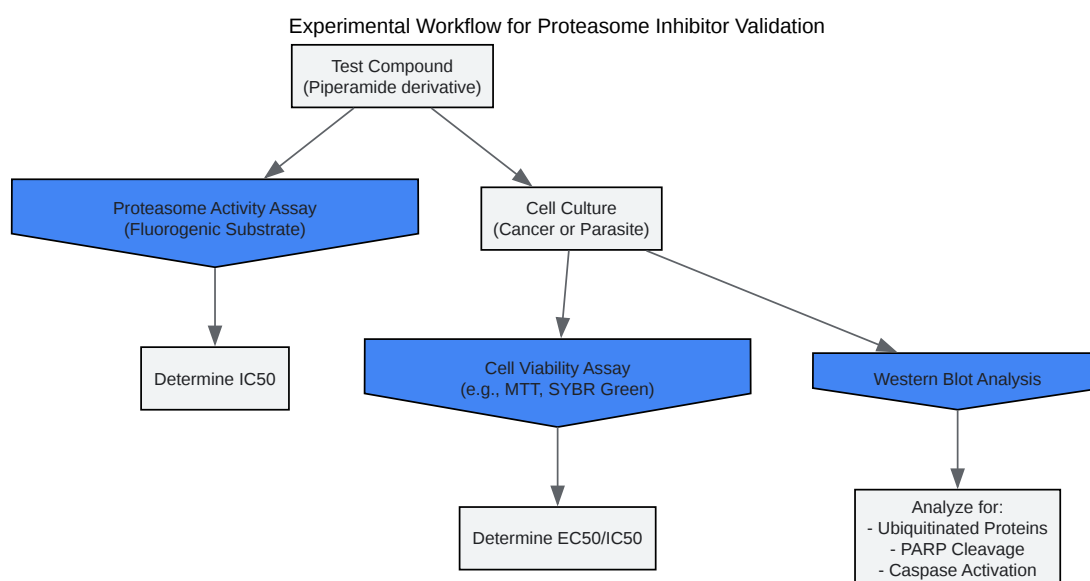 Experimental Workflow for Proteasome Inhibitor Validation
Test Compound
(Piperamide derivative)
Proteasome Activity Assay
(Fluorogenic Substrate)
Cell Culture
(Cancer or Parasite)
Determine IC50
Cell Viability Assay
(e.g., MTT, SYBR Green)
Western Blot Analysis
Determine EC50/IC50
Analyze for:
- Ubiquitinated Proteins
- PARP Cleavage
- Caspase Activation